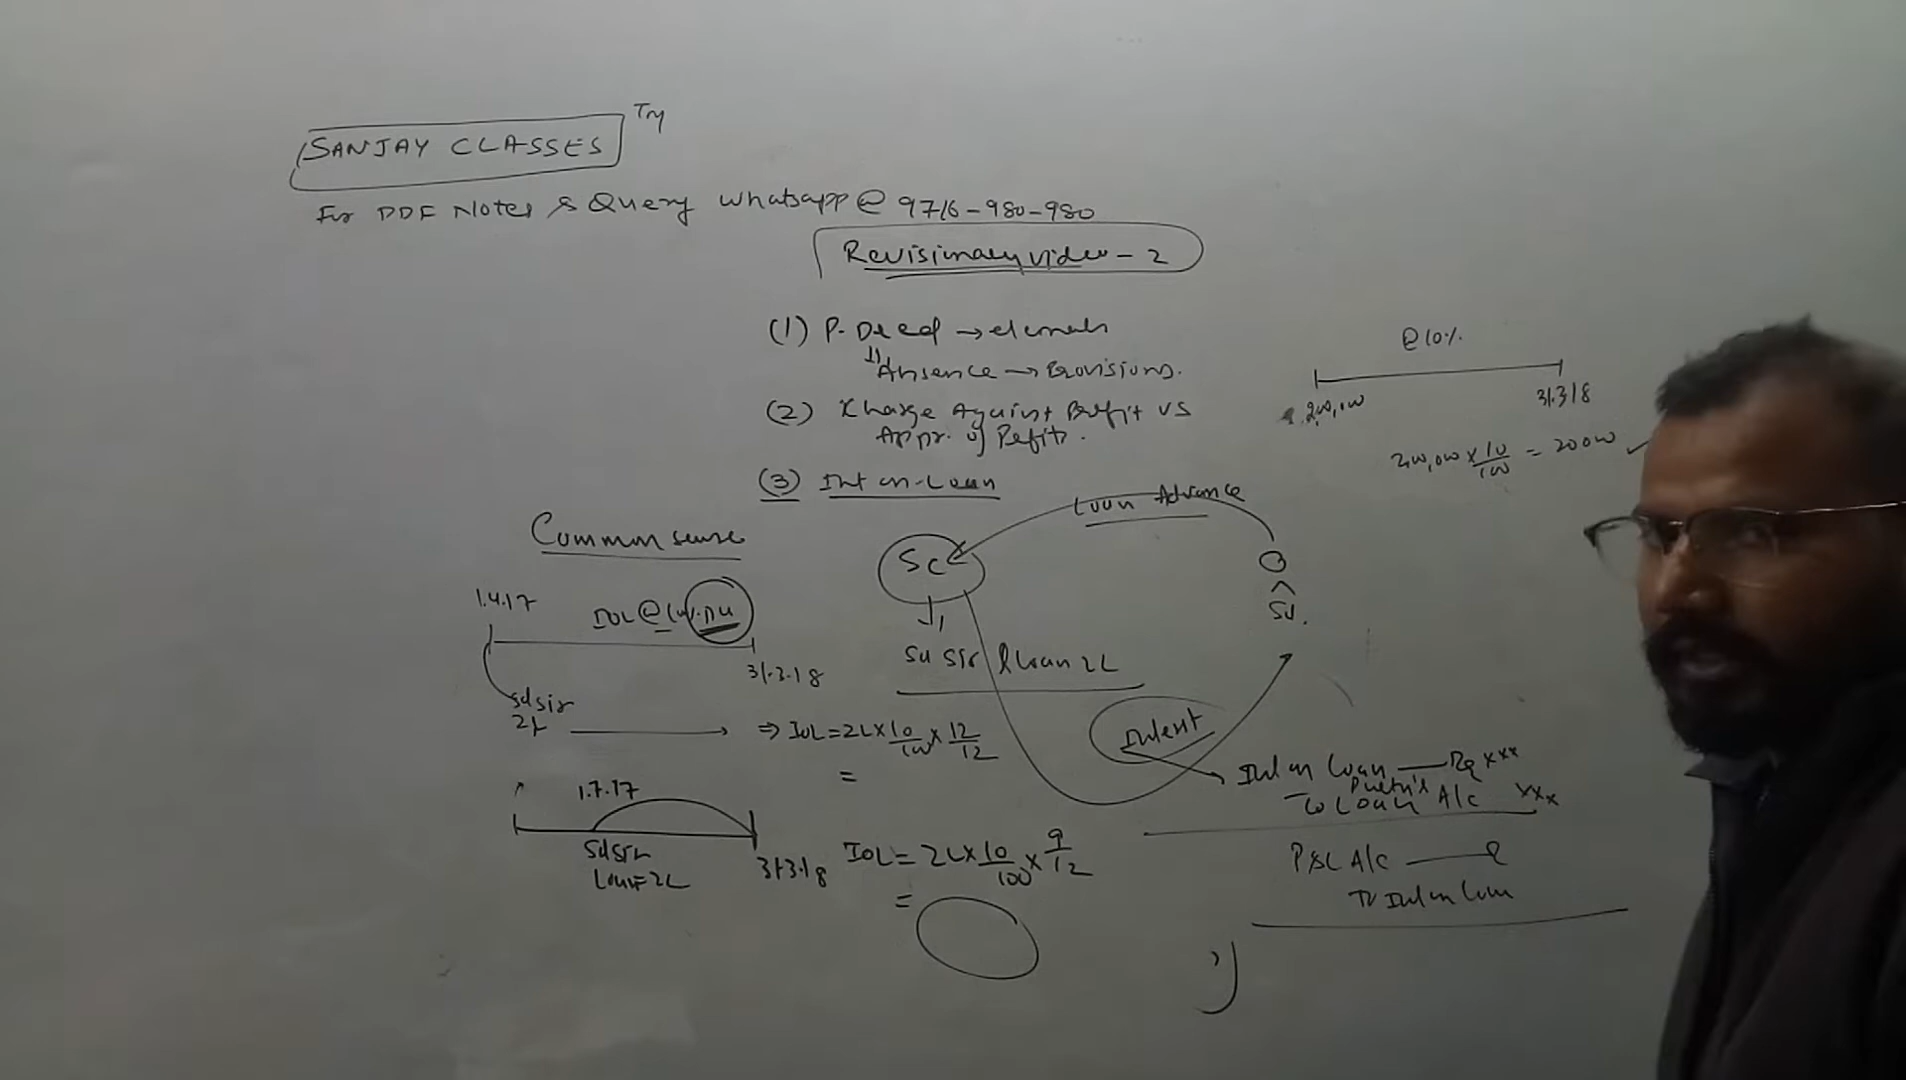 SANJAY CLASSES
For PDF Notes & Query Whatsapp @ 9716-980-980
Revisionary video - 2
(1) P. Deed → elements
Absence → Provisions.
(2) Charge Against Profit vs
Appr. of Profits.
(3) Int on Loan
Common sense
1.4.17
IOL @ 10%
31.3.18
sd sir
2L
⇒ IOL = 2L × 10/100 × 12/12
=
1.7.17
Sd Sir
Loan = 2L
31.3.18
IOL = 2L × 10/100 × 9/12
=
Loan Advance
SC
Sd.
Sd Sir Loan 2L
Interest
Int on Loan — Dr xxx
To Partner's Loan A/c xxx
P&L A/c
To Int on Loan
@ 10%
2,00,000
31.3.18
2,00,000 × 10/100 = 20000 ✓